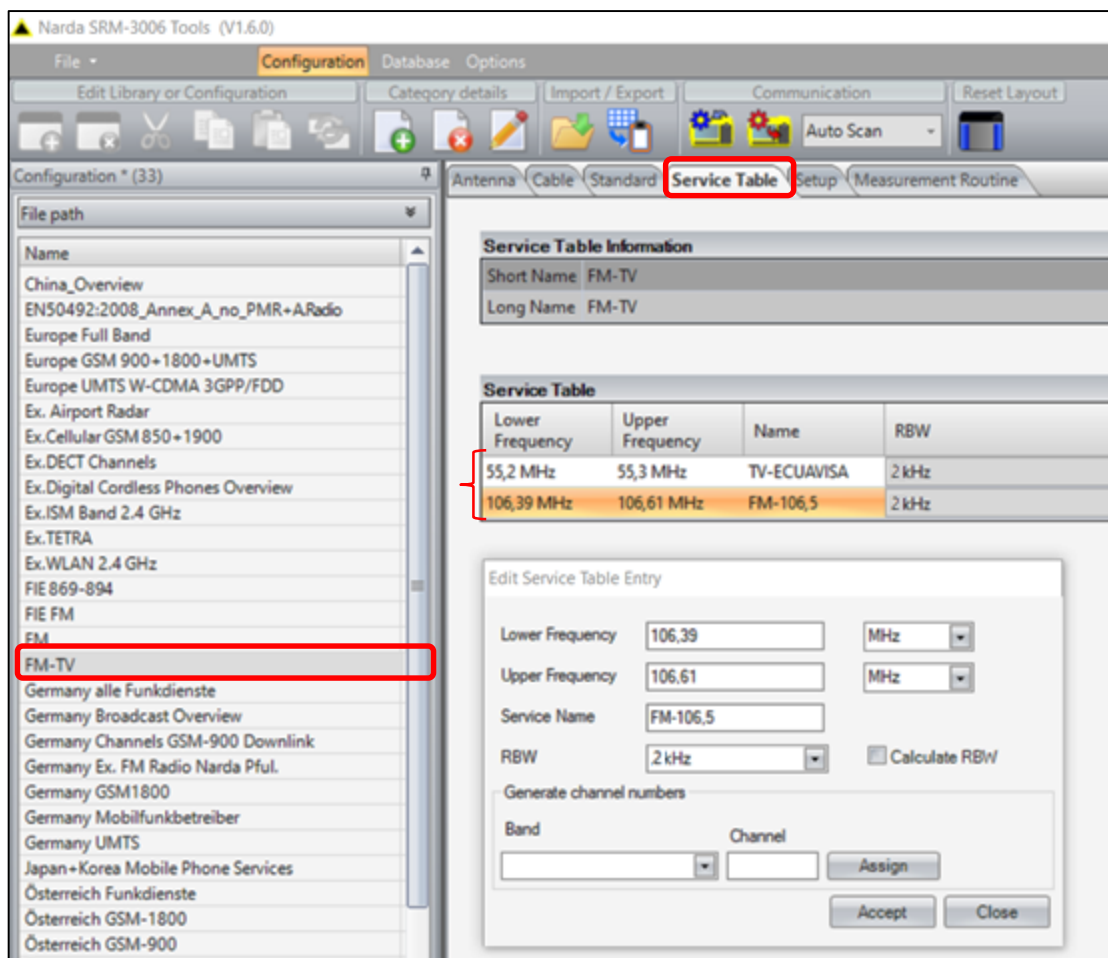 Narda SRM-3006 Tools (V1.6.0)
File Configuration Database Options
Edit Library or Configuration Category details Import / Export Communication Reset Layout
Auto Scan
Configuration * (33)
File path
Name
China_Overview
EN50492:2008_Annex_A_no_PMR+A.Radio
Europe Full Band
Europe GSM 900+1800+UMTS
Europe UMTS W-CDMA 3GPP/FDD
Ex. Airport Radar
Ex.Cellular GSM 850+1900
Ex.DECT Channels
Ex.Digital Cordless Phones Overview
Ex.ISM Band 2.4 GHz
Ex.TETRA
Ex.WLAN 2.4 GHz
FIE 869-894
FIE FM
FM
FM-TV
Germany alle Funkdienste
Germany Broadcast Overview
Germany Channels GSM-900 Downlink
Germany Ex. FM Radio Narda Pful.
Germany GSM1800
Germany Mobilfunkbetreiber
Germany UMTS
Japan+Korea Mobile Phone Services
Österreich Funkdienste
Österreich GSM-1800
Österreich GSM-900
Antenna Cable Standard Service Table Setup Measurement Routine
Service Table Information
Short Name FM-TV
Long Name FM-TV
Service Table
Lower Frequency Upper Frequency Name RBW
55,2 MHz 55,3 MHz TV-ECUAVISA 2 kHz
106,39 MHz 106,61 MHz FM-106,5 2 kHz
Edit Service Table Entry
Lower Frequency 106,39 MHz
Upper Frequency 106,61 MHz
Service Name FM-106,5
RBW 2 kHz Calculate RBW
Generate channel numbers
Band Channel
Assign
Accept Close